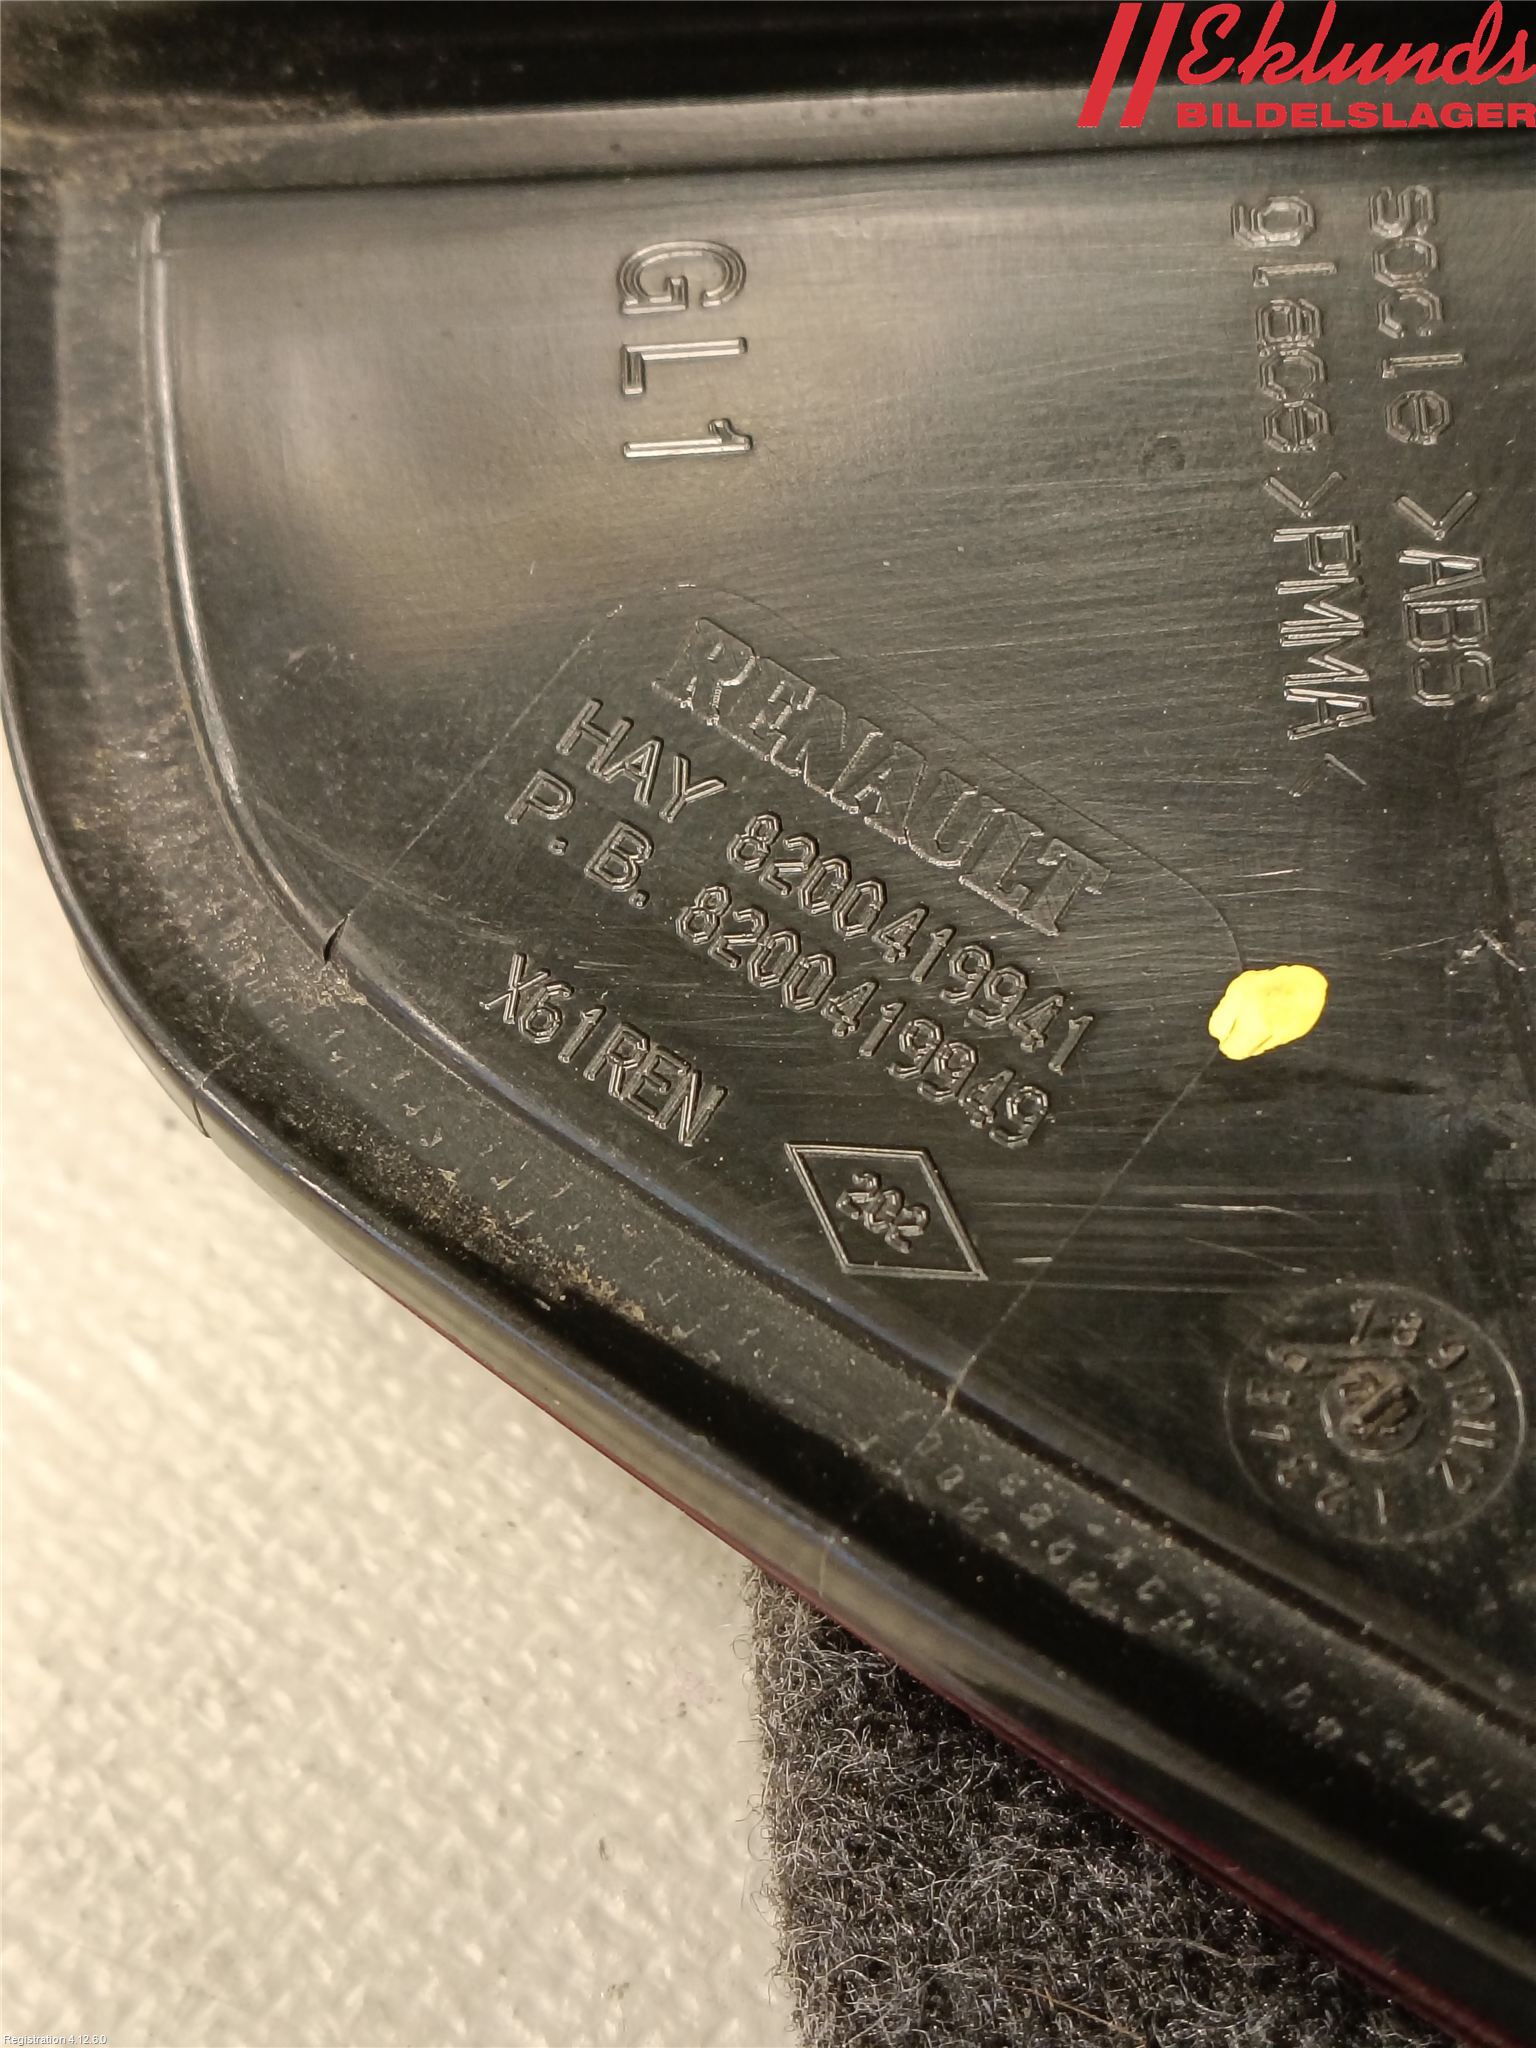 Eklunds
BILDELSLAGER
socle >ABS
glace >PMMA<
GL1
RENAULT
HAY 8200419941
P.B. 8200419949
X61REN
202
Registration 4.12.6.0